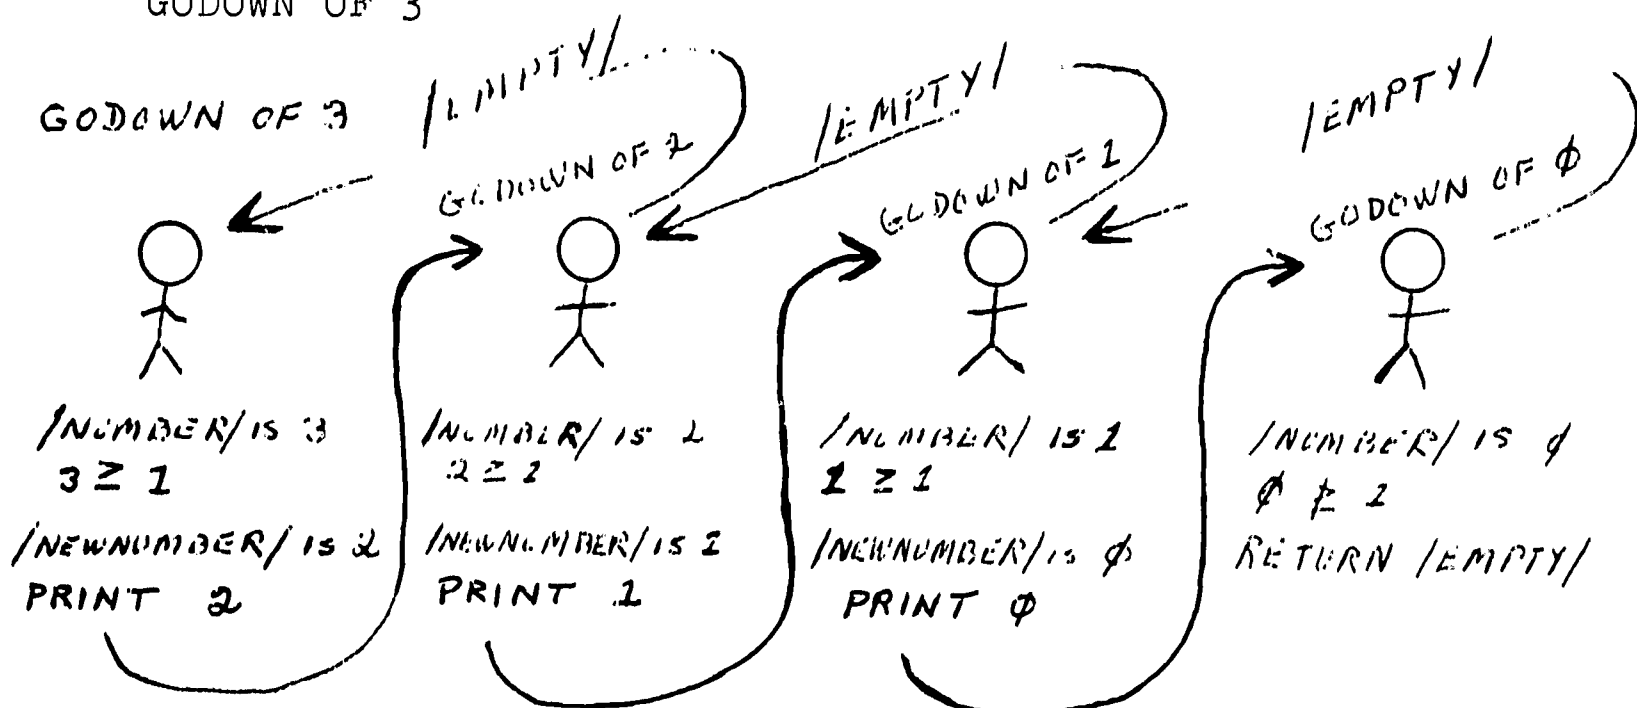 GODOWN OF 3
GODOWN OF 3
/EMPTY/
GODOWN OF 2
/EMPTY/
GODOWN OF 1
/EMPTY/
GODOWN OF Ø
/NUMBER/ IS 3
3 ≥ 1
/NEWNUMBER/ IS 2
PRINT 2
/NUMBER/ IS 2
2 ≥ 1
/NEWNUMBER/ IS 1
PRINT 1
/NUMBER/ IS 1
1 ≥ 1
/NEWNUMBER/ IS Ø
PRINT Ø
/NUMBER/ IS Ø
Ø ≱ 1
RETURN /EMPTY/